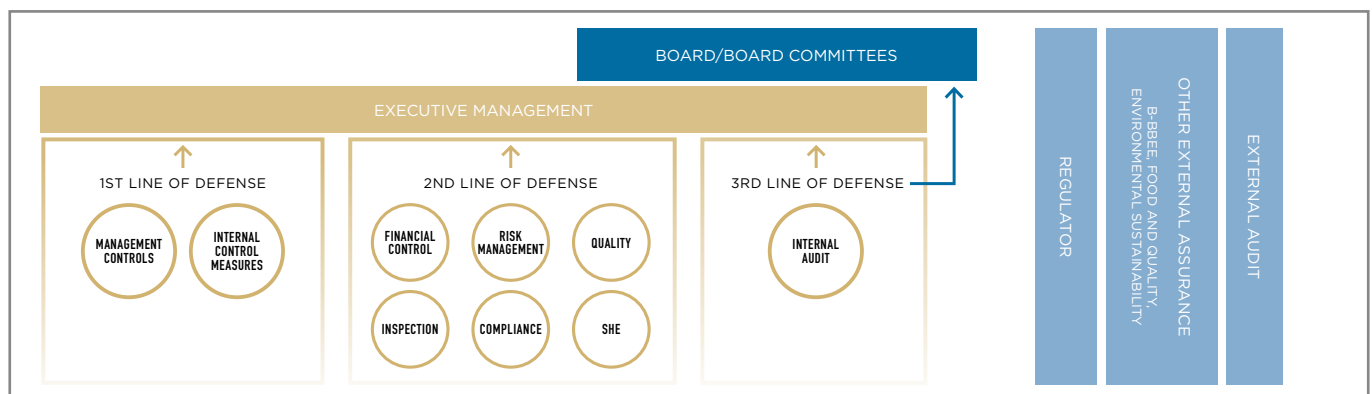 BOARD/BOARD COMMITTEES
EXECUTIVE MANAGEMENT
1ST LINE OF DEFENSE
MANAGEMENT
CONTROLS
INTERNAL
CONTROL
MEASURES
2ND LINE OF DEFENSE
FINANCIAL
CONTROL
RISK
MANAGEMENT
QUALITY
INSPECTION
COMPLIANCE
SHE
3RD LINE OF DEFENSE
INTERNAL
AUDIT
REGULATOR
OTHER EXTERNAL ASSURANCE
B-BBEE, FOOD AND QUALITY,
ENVIRONMENTAL SUSTAINABILITY
EXTERNAL AUDIT